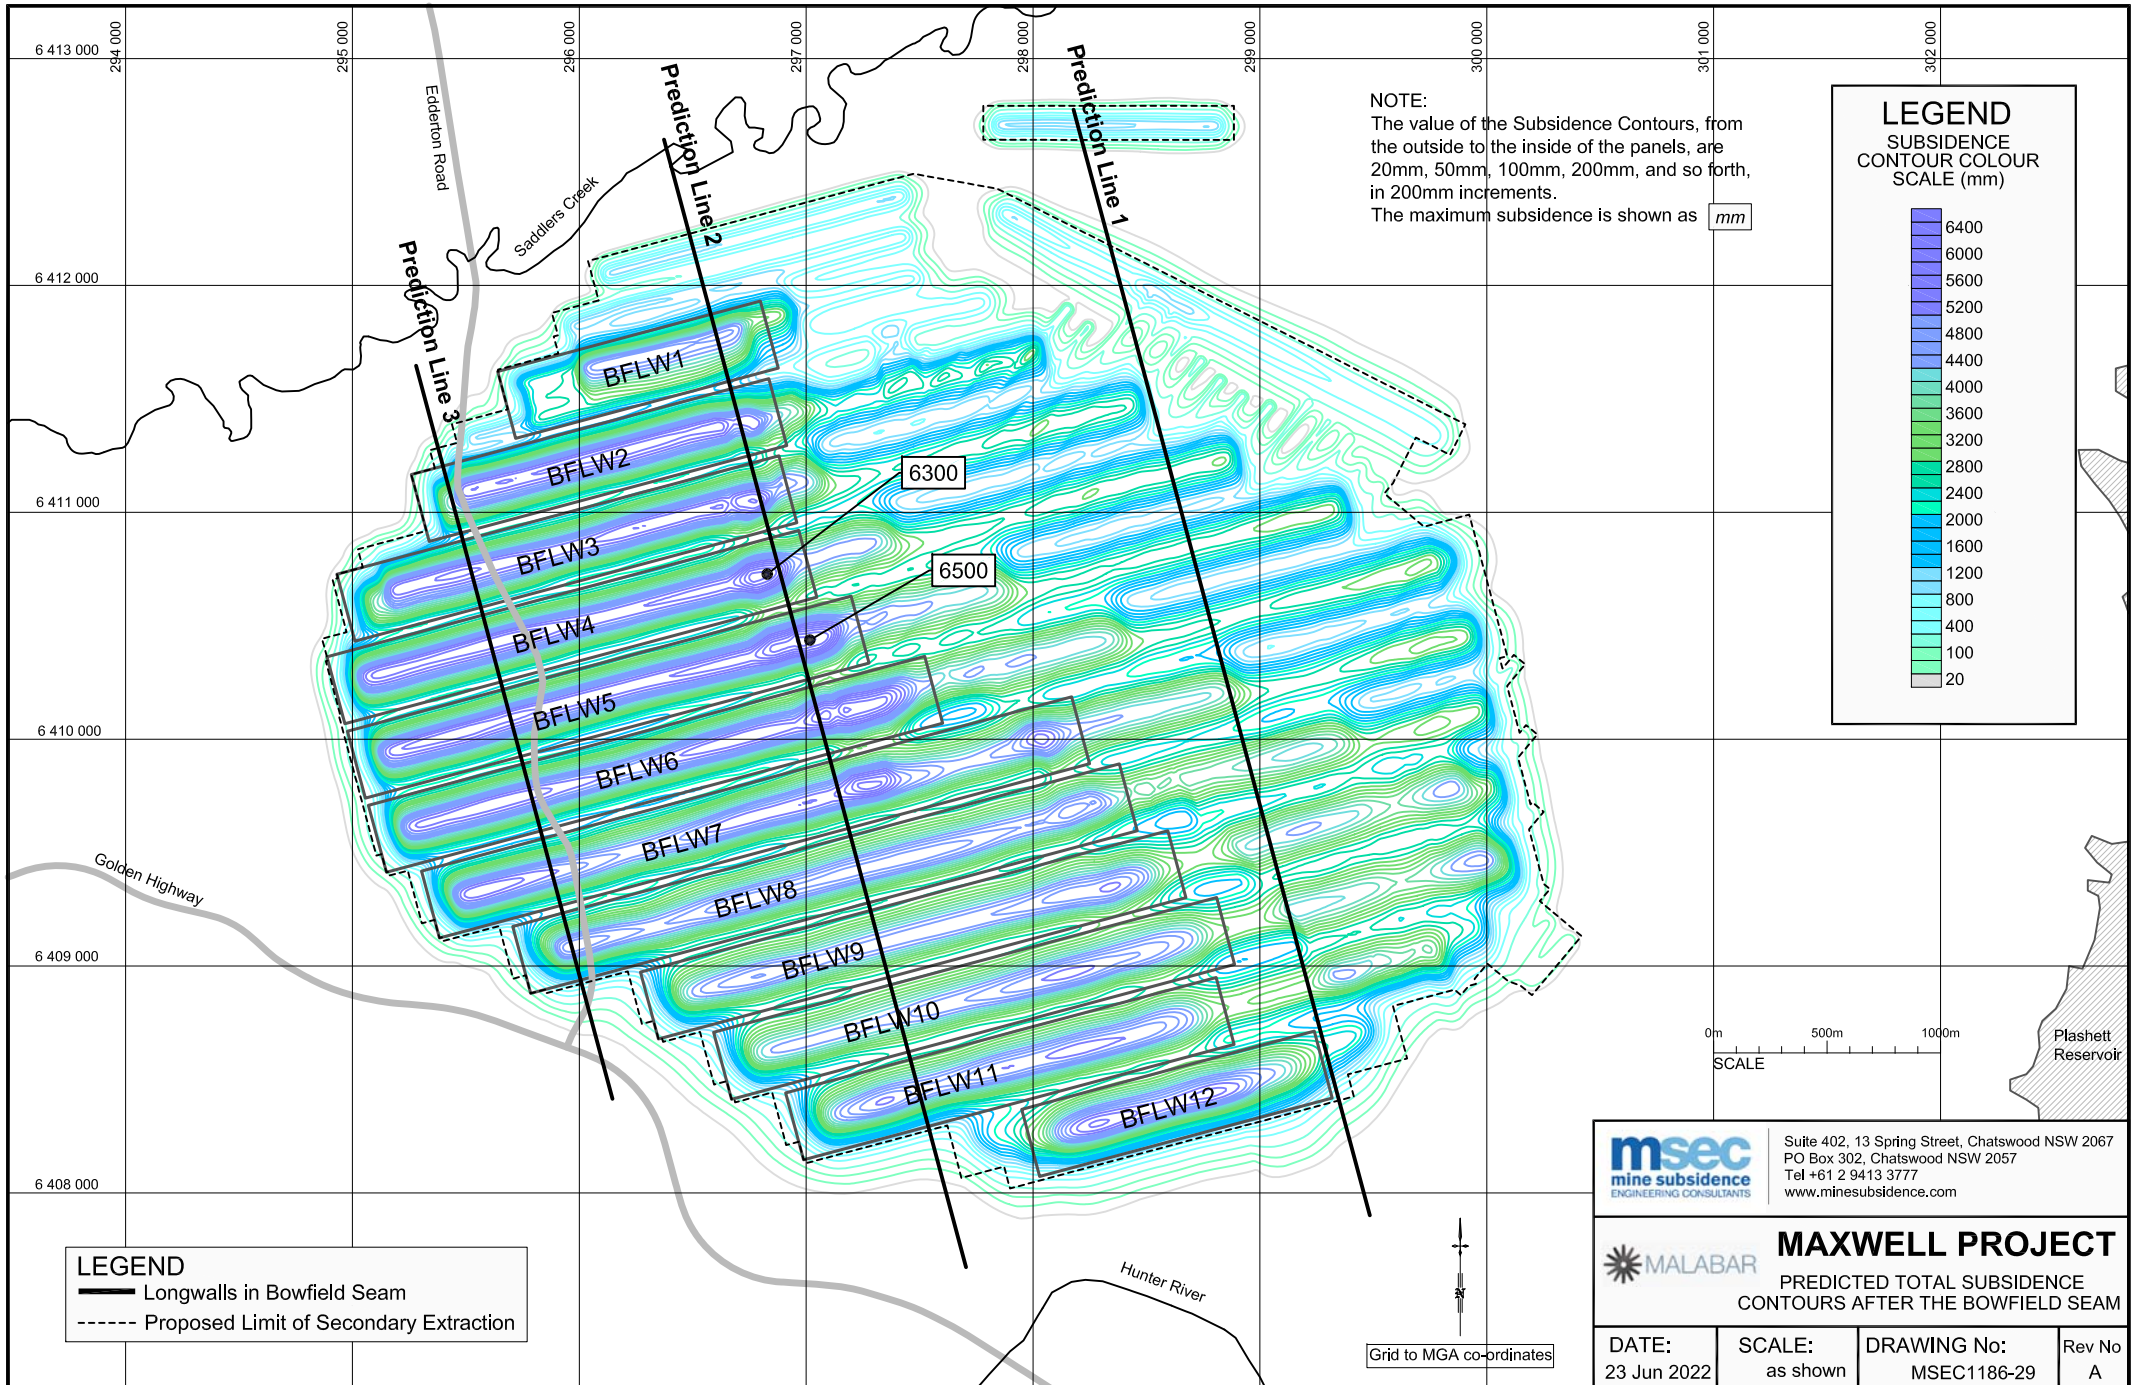 6 413 000
6 412 000
6 411 000
6 410 000
6 409 000
6 408 000
294 000
295 000
296 000
297 000
298 000
299 000
300 000
301 000
302 000
Edderton Road
Saddlers Creek
Prediction Line 3
Prediction Line 2
Prediction Line 1
NOTE:
The value of the Subsidence Contours, from
the outside to the inside of the panels, are
20mm, 50mm, 100mm, 200mm, and so forth,
in 200mm increments.
The maximum subsidence is shown as mm
LEGEND
SUBSIDENCE
CONTOUR COLOUR
SCALE (mm)
6400
6000
5600
5200
4800
4400
4000
3600
3200
2800
2400
2000
1600
1200
800
400
100
20
BFLW1
BFLW2
BFLW3
BFLW4
BFLW5
BFLW6
BFLW7
BFLW8
BFLW9
BFLW10
BFLW11
BFLW12
6300
6500
Golden Highway
Hunter River
Plashett
Reservoir
0m 500m 1000m
SCALE
N
Grid to MGA co-ordinates
LEGEND
Longwalls in Bowfield Seam
Proposed Limit of Secondary Extraction
msec
mine subsidence
ENGINEERING CONSULTANTS
Suite 402, 13 Spring Street, Chatswood NSW 2067
PO Box 302, Chatswood NSW 2057
Tel +61 2 9413 3777
www.minesubsidence.com
MALABAR
MAXWELL PROJECT
PREDICTED TOTAL SUBSIDENCE
CONTOURS AFTER THE BOWFIELD SEAM
DATE:
23 Jun 2022
SCALE:
as shown
DRAWING No:
MSEC1186-29
Rev No
A